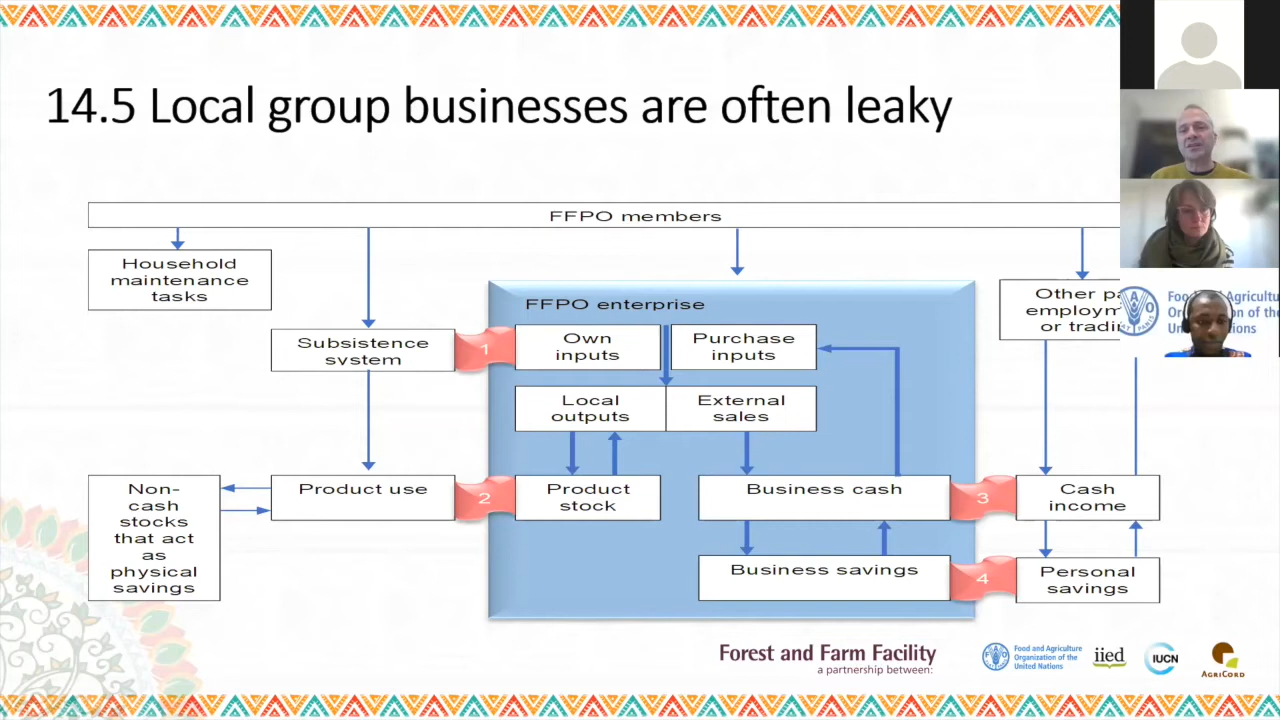 14.5 Local group businesses are often leaky
FFPO members
Household
maintenance
tasks
FFPO enterprise
Other
or
Subsistence
system
1
Own
inputs
Purchase
inputs
Local
outputs
External
sales
Non-
cash
stocks
that act
as
physical
savings
Product use
2
Product
stock
Business cash
3
Cash
income
Business savings
4
Personal
savings
Forest and Farm Facility
a partnership between:
Food and Agriculture
Organization of the
United Nations
iied
IUCN
AGRICORD